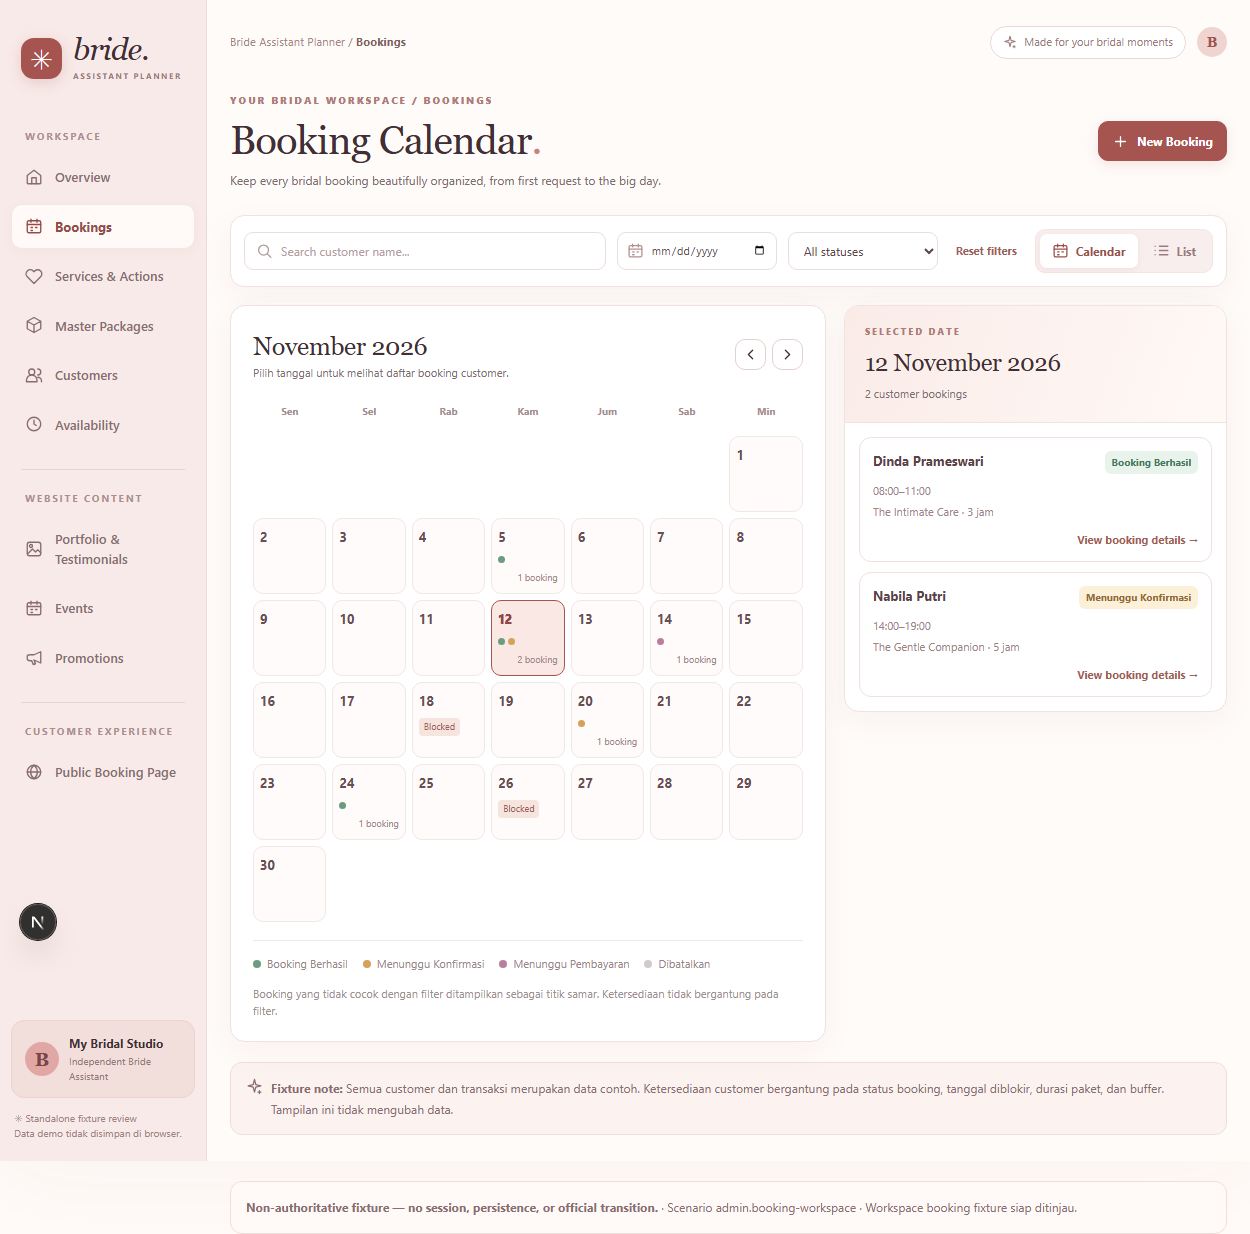 bride.
ASSISTANT PLANNER
WORKSPACE
Overview
Bookings
Services & Actions
Master Packages
Customers
Availability
WEBSITE CONTENT
Portfolio &
Testimonials
Events
Promotions
CUSTOMER EXPERIENCE
Public Booking Page
N
B
My Bridal Studio
Independent Bride
Assistant
✳ Standalone fixture review
Data demo tidak disimpan di browser.
Bride Assistant Planner / Bookings
Made for your bridal moments
B
YOUR BRIDAL WORKSPACE / BOOKINGS
Booking Calendar.
Keep every bridal booking beautifully organized, from first request to the big day.
+ New Booking
Search customer name...
mm/dd/yyyy
All statuses
Reset filters
Calendar
List
November 2026
Pilih tanggal untuk melihat daftar booking customer.
Sen Sel Rab Kam Jum Sab Min
1
2 3 4 5 6 7 8
1 booking
9 10 11 12 13 14 15
2 booking 1 booking
16 17 18 19 20 21 22
Blocked 1 booking
23 24 25 26 27 28 29
1 booking Blocked
30
Booking Berhasil Menunggu Konfirmasi Menunggu Pembayaran Dibatalkan
Booking yang tidak cocok dengan filter ditampilkan sebagai titik samar. Ketersediaan tidak bergantung pada
filter.
SELECTED DATE
12 November 2026
2 customer bookings
Dinda Prameswari
Booking Berhasil
08:00–11:00
The Intimate Care · 3 jam
View booking details →
Nabila Putri
Menunggu Konfirmasi
14:00–19:00
The Gentle Companion · 5 jam
View booking details →
Fixture note: Semua customer dan transaksi merupakan data contoh. Ketersediaan customer bergantung pada status booking, tanggal diblokir, durasi paket, dan buffer.
Tampilan ini tidak mengubah data.
Non-authoritative fixture — no session, persistence, or official transition. · Scenario admin.booking-workspace · Workspace booking fixture siap ditinjau.